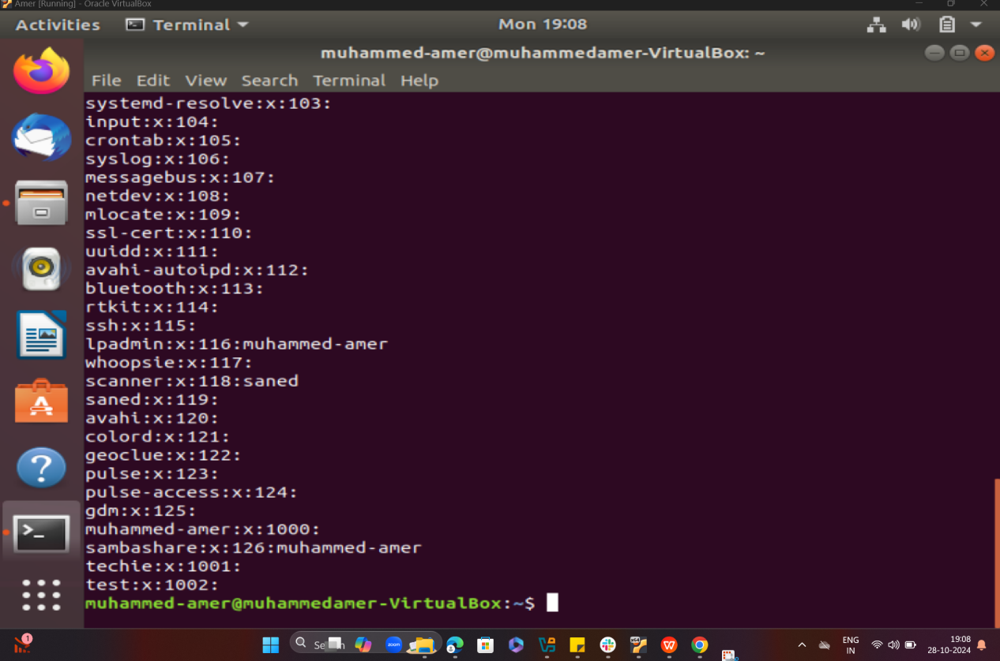 Amer [Running] - Oracle VirtualBox
Activities Terminal Mon 19:08
muhammed-amer@muhammedamer-VirtualBox: ~
File Edit View Search Terminal Help
systemd-resolve:x:103:
input:x:104:
crontab:x:105:
syslog:x:106:
messagebus:x:107:
netdev:x:108:
mlocate:x:109:
ssl-cert:x:110:
uuidd:x:111:
avahi-autoipd:x:112:
bluetooth:x:113:
rtkit:x:114:
ssh:x:115:
lpadmin:x:116:muhammed-amer
whoopsie:x:117:
scanner:x:118:saned
saned:x:119:
avahi:x:120:
colord:x:121:
geoclue:x:122:
pulse:x:123:
pulse-access:x:124:
gdm:x:125:
muhammed-amer:x:1000:
sambashare:x:126:muhammed-amer
techie:x:1001:
test:x:1002:
muhammed-amer@muhammedamer-VirtualBox:~$
1
zoom
ENG
IN
19:08
28-10-2024